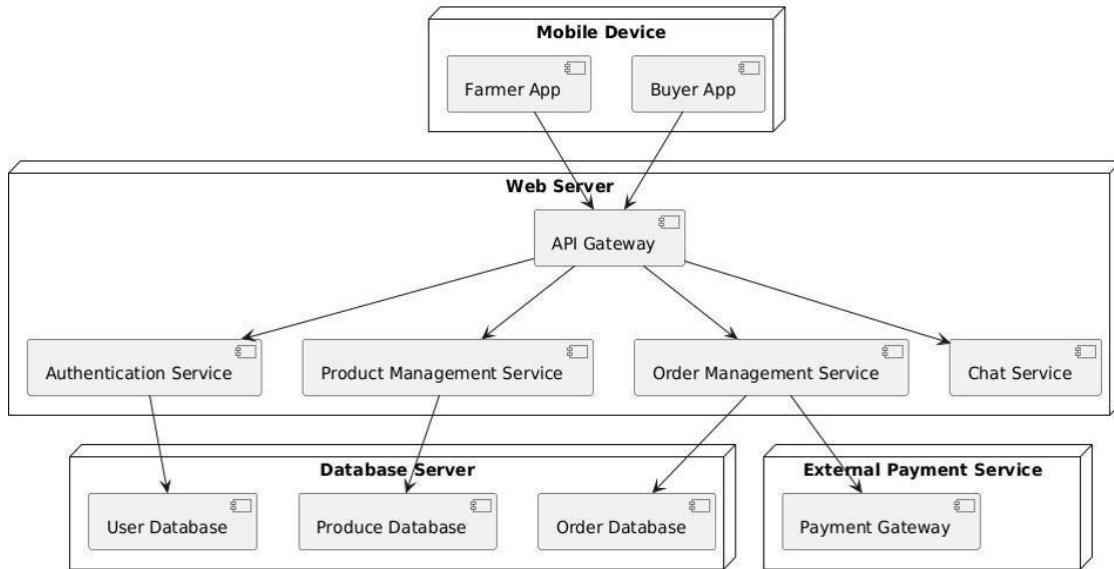 Mobile Device
Farmer App
Buyer App
Web Server
API Gateway
Authentication Service
Product Management Service
Order Management Service
Chat Service
Database Server
External Payment Service
User Database
Produce Database
Order Database
Payment Gateway